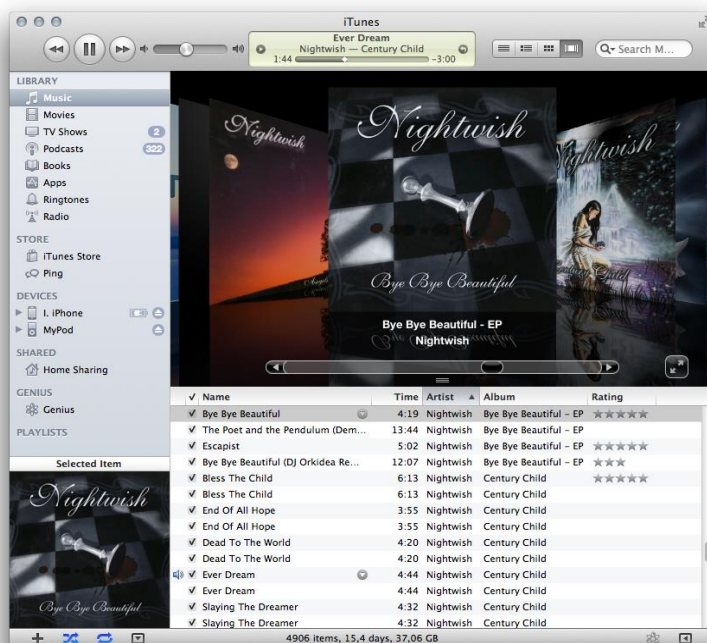 iTunes
Ever Dream
Nightwish — Century Child
1:44 -3:00
Search M...
LIBRARY
Music
Movies
TV Shows 2
Podcasts 322
Books
Apps
Ringtones
Radio
STORE
iTunes Store
Ping
DEVICES
I. iPhone
MyPod
SHARED
Home Sharing
GENIUS
Genius
PLAYLISTS
Selected Item
Nightwish
Bye Bye Beautiful
Nightwish
Nightwish
Bye Bye Beautiful
Nightwish
Century Child
Bye Bye Beautiful - EP
Nightwish
✓ Name Time Artist Album Rating
✓ Bye Bye Beautiful 4:19 Nightwish Bye Bye Beautiful - EP ★★★★★
✓ The Poet and the Pendulum (Dem... 13:44 Nightwish Bye Bye Beautiful - EP
✓ Escapist 5:02 Nightwish Bye Bye Beautiful - EP ★★★★★
✓ Bye Bye Beautiful (DJ Orkidea Re... 12:07 Nightwish Bye Bye Beautiful - EP ★★★
✓ Bless The Child 6:13 Nightwish Century Child ★★★★★
✓ Bless The Child 6:13 Nightwish Century Child
✓ End Of All Hope 3:55 Nightwish Century Child
✓ End Of All Hope 3:55 Nightwish Century Child
✓ Dead To The World 4:20 Nightwish Century Child
✓ Dead To The World 4:20 Nightwish Century Child
✓ Ever Dream 4:44 Nightwish Century Child
✓ Ever Dream 4:44 Nightwish Century Child
✓ Slaying The Dreamer 4:32 Nightwish Century Child
✓ Slaying The Dreamer 4:32 Nightwish Century Child
4906 items, 15,4 days, 37,06 GB